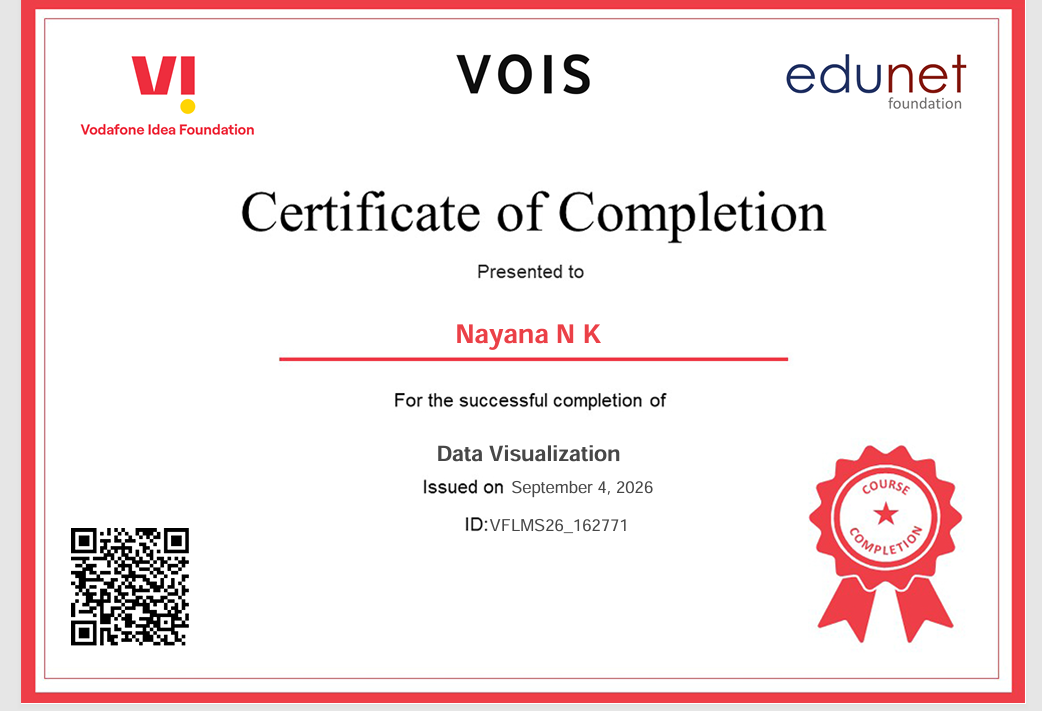 VI
Vodafone Idea Foundation
VOIS
edunet
foundation
Certificate of Completion
Presented to
Nayana N K
For the successful completion of
Data Visualization
Issued on September 4, 2026
ID:VFLMS26_162771
COURSE
COMPLETION